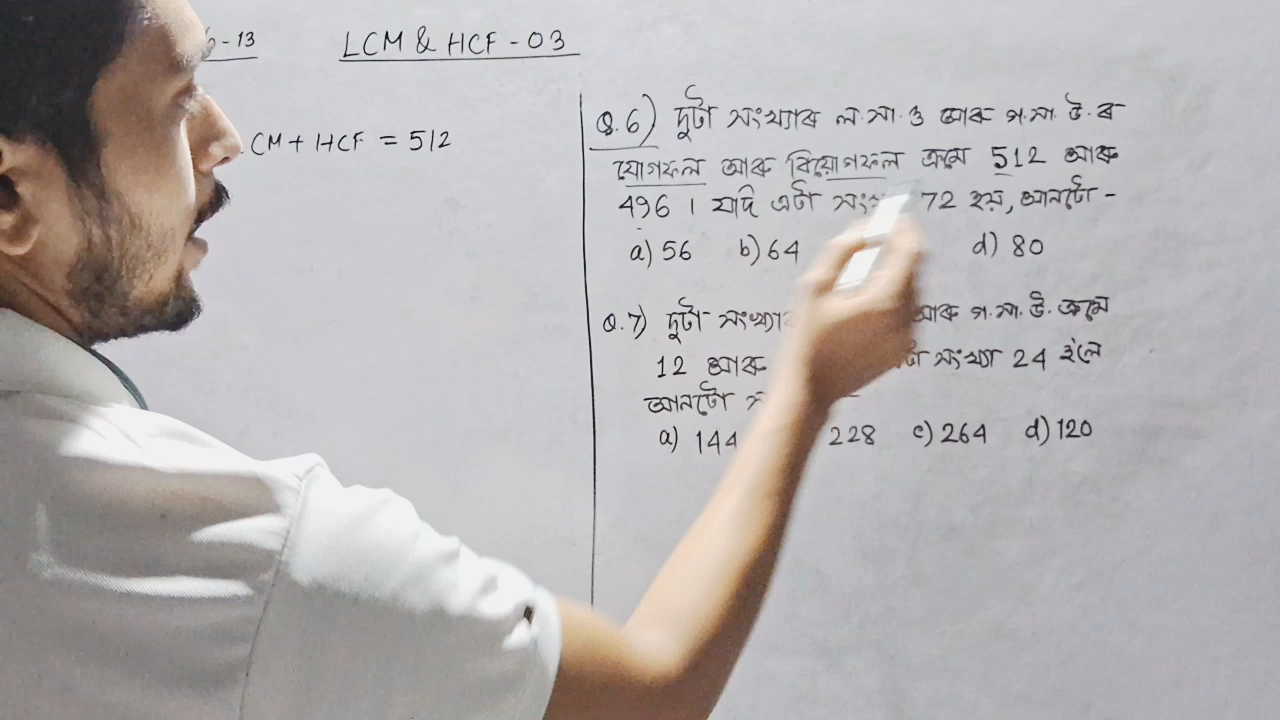 6-13
LCM & HCF - 03
CM + HCF = 512
Q.6) দুটা সংখ্যাৰ ল.সা.গু আৰু গ.সা.উ.ৰ
যোগফল আৰু বিয়োগফল ক্ৰমে 512 আৰু
496 । যদি এটা 72 হয়, আনটো -
a) 56 b) 64 d) 80
Q.7) দুটা আৰু গ.সা.উ. ক্ৰমে
12 আৰু সংখ্যা 24 হ'লে
আনটো
a) 144 228 c) 264 d) 120